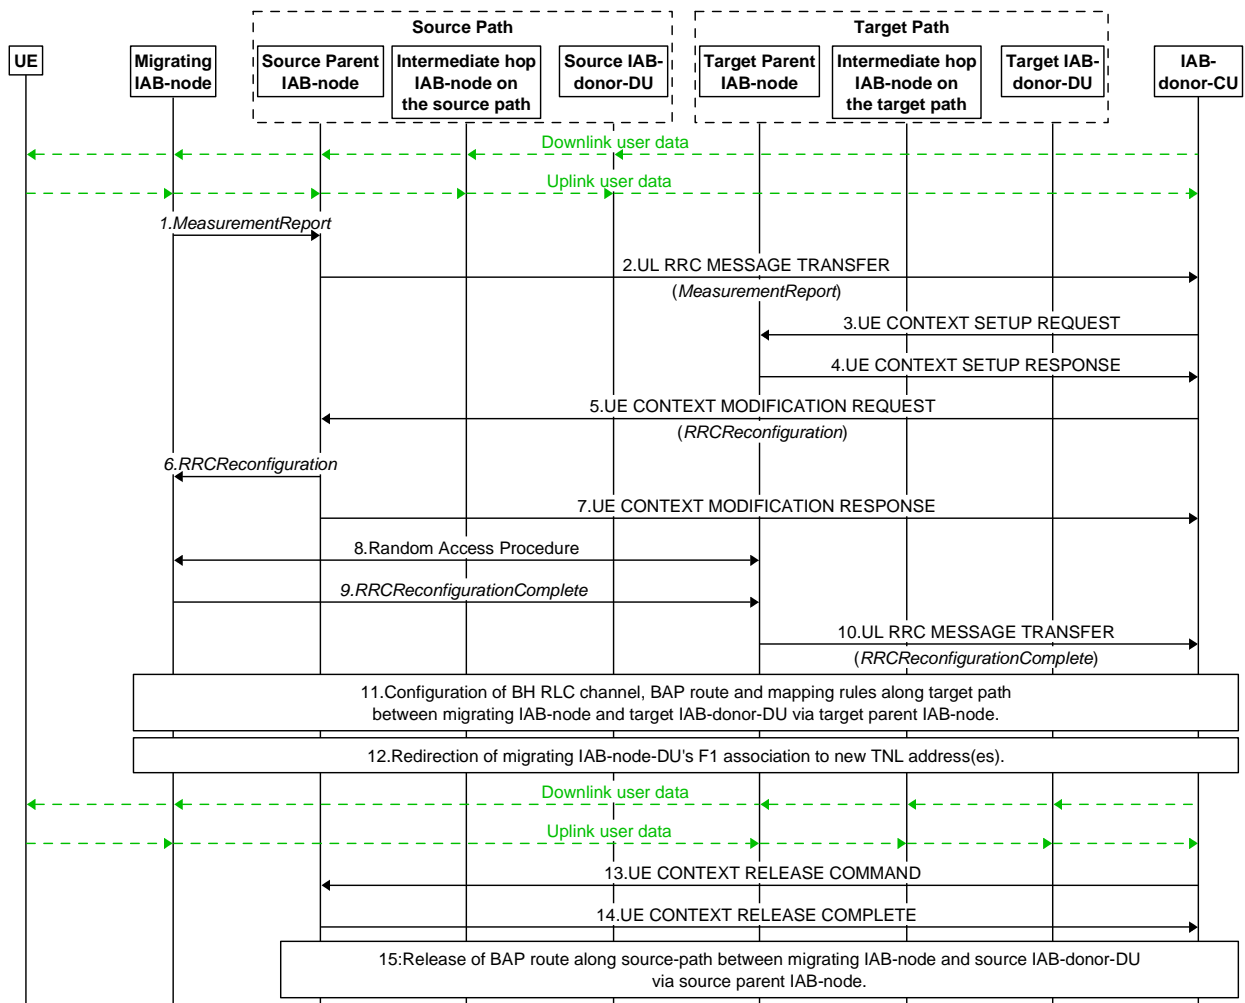 Source Path
Target Path
UE
Migrating
IAB-node
Source Parent
IAB-node
Intermediate hop
IAB-node on
the source path
Source IAB-
donor-DU
Target Parent
IAB-node
Intermediate hop
IAB-node on
the target path
Target IAB-
donor-DU
IAB-
donor-CU
Downlink user data
Uplink user data
1.MeasurementReport
2.UL RRC MESSAGE TRANSFER
(MeasurementReport)
3.UE CONTEXT SETUP REQUEST
4.UE CONTEXT SETUP RESPONSE
5.UE CONTEXT MODIFICATION REQUEST
(RRCReconfiguration)
6.RRCReconfiguration
7.UE CONTEXT MODIFICATION RESPONSE
8.Random Access Procedure
9.RRCReconfigurationComplete
10.UL RRC MESSAGE TRANSFER
(RRCReconfigurationComplete)
11.Configuration of BH RLC channel, BAP route and mapping rules along target path
between migrating IAB-node and target IAB-donor-DU via target parent IAB-node.
12.Redirection of migrating IAB-node-DU's F1 association to new TNL address(es).
Downlink user data
Uplink user data
13.UE CONTEXT RELEASE COMMAND
14.UE CONTEXT RELEASE COMPLETE
15:Release of BAP route along source-path between migrating IAB-node and source IAB-donor-DU
via source parent IAB-node.